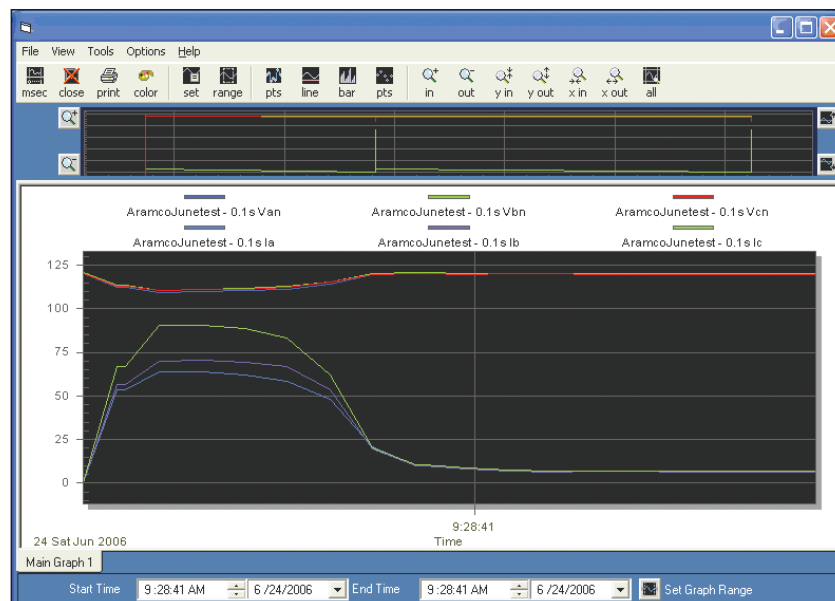 File View Tools Options Help
msec close print color set range pts line bar pts in out y in y out x in x out all
AramcoJunetest - 0.1s Van AramcoJunetest - 0.1s Vbn AramcoJunetest - 0.1s Vcn
AramcoJunetest - 0.1s Ia AramcoJunetest - 0.1s Ib AramcoJunetest - 0.1s Ic
125
100
75
50
25
0
9:28:41
24 Sat Jun 2006 Time
Main Graph 1
Start Time 9:28:41 AM 6/24/2006 End Time 9:28:41 AM 6/24/2006 Set Graph Range